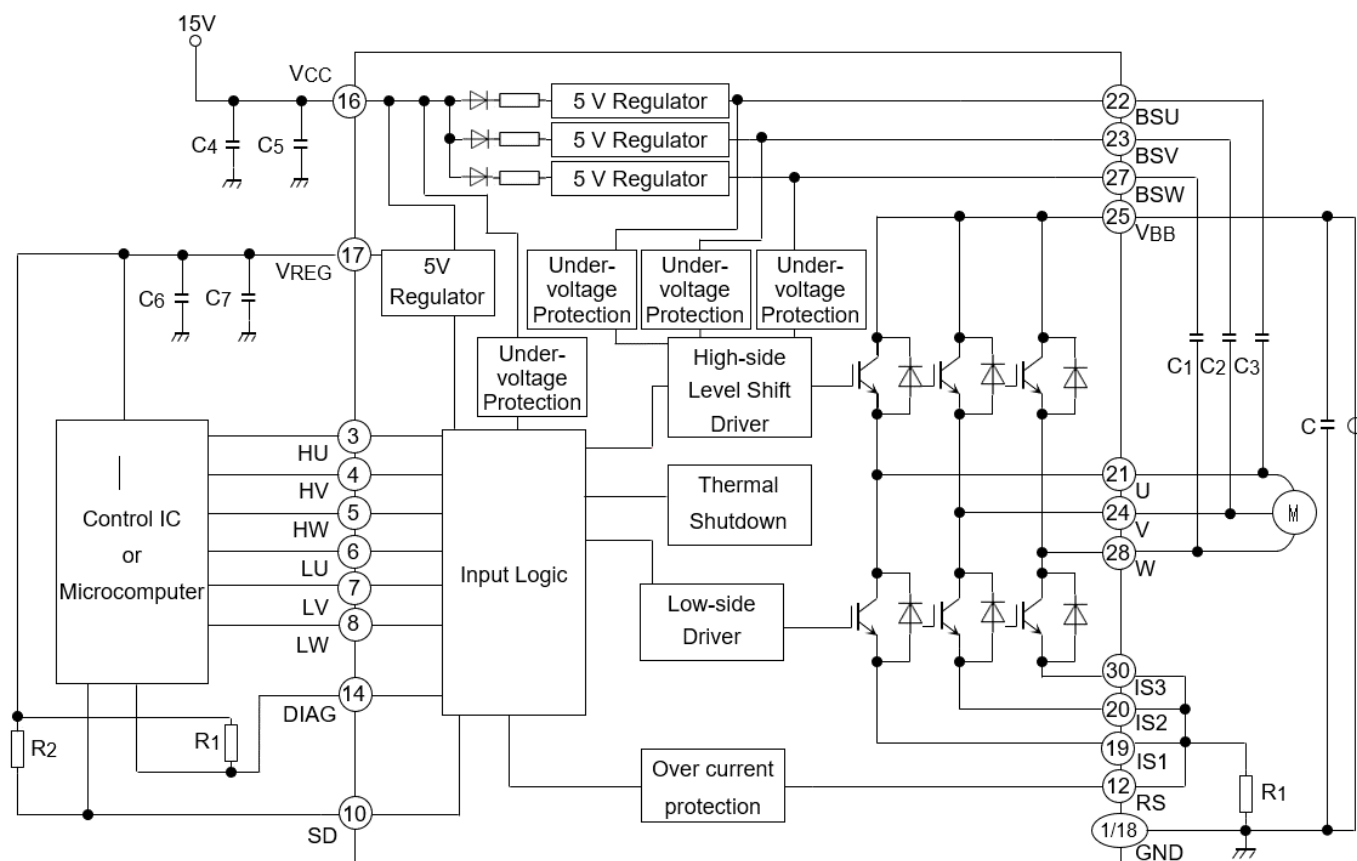 15V
VCC
16
C4
C5
5 V Regulator
5 V Regulator
5 V Regulator
22
BSU
23
BSV
27
BSW
25
VBB
17
VREG
C6
C7
5V
Regulator
Under-
voltage
Protection
Under-
voltage
Protection
Under-
voltage
Protection
Under-
voltage
Protection
High-side
Level Shift
Driver
C1
C2
C3
C
Control IC
or
Microcomputer
3
HU
4
HV
5
HW
6
LU
7
LV
8
LW
14
DIAG
Input Logic
Thermal
Shutdown
Low-side
Driver
21
U
24
V
28
W
M
30
IS3
20
IS2
19
IS1
12
RS
1/18
GND
R2
R1
10
SD
Over current
protection
R1